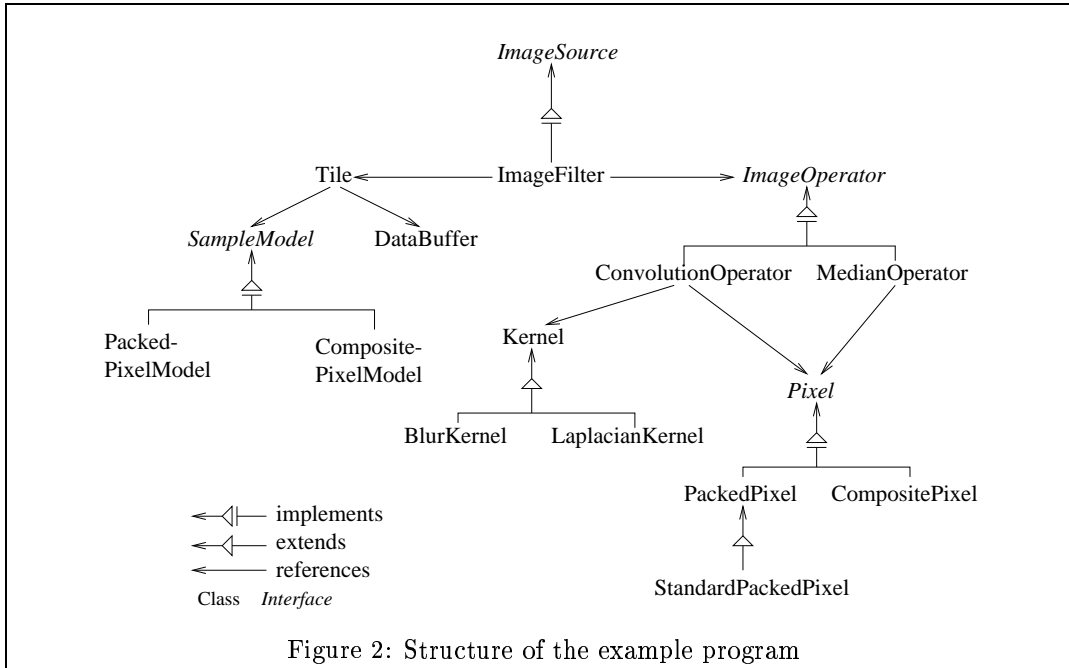 ImageSource
Tile
ImageFilter
ImageOperator
SampleModel
DataBuffer
ConvolutionOperator
MedianOperator
Packed-
PixelModel
Composite-
PixelModel
Kernel
Pixel
BlurKernel
LaplacianKernel
PackedPixel
CompositePixel
StandardPackedPixel
implements
extends
references
Class Interface
Figure 2: Structure of the example program